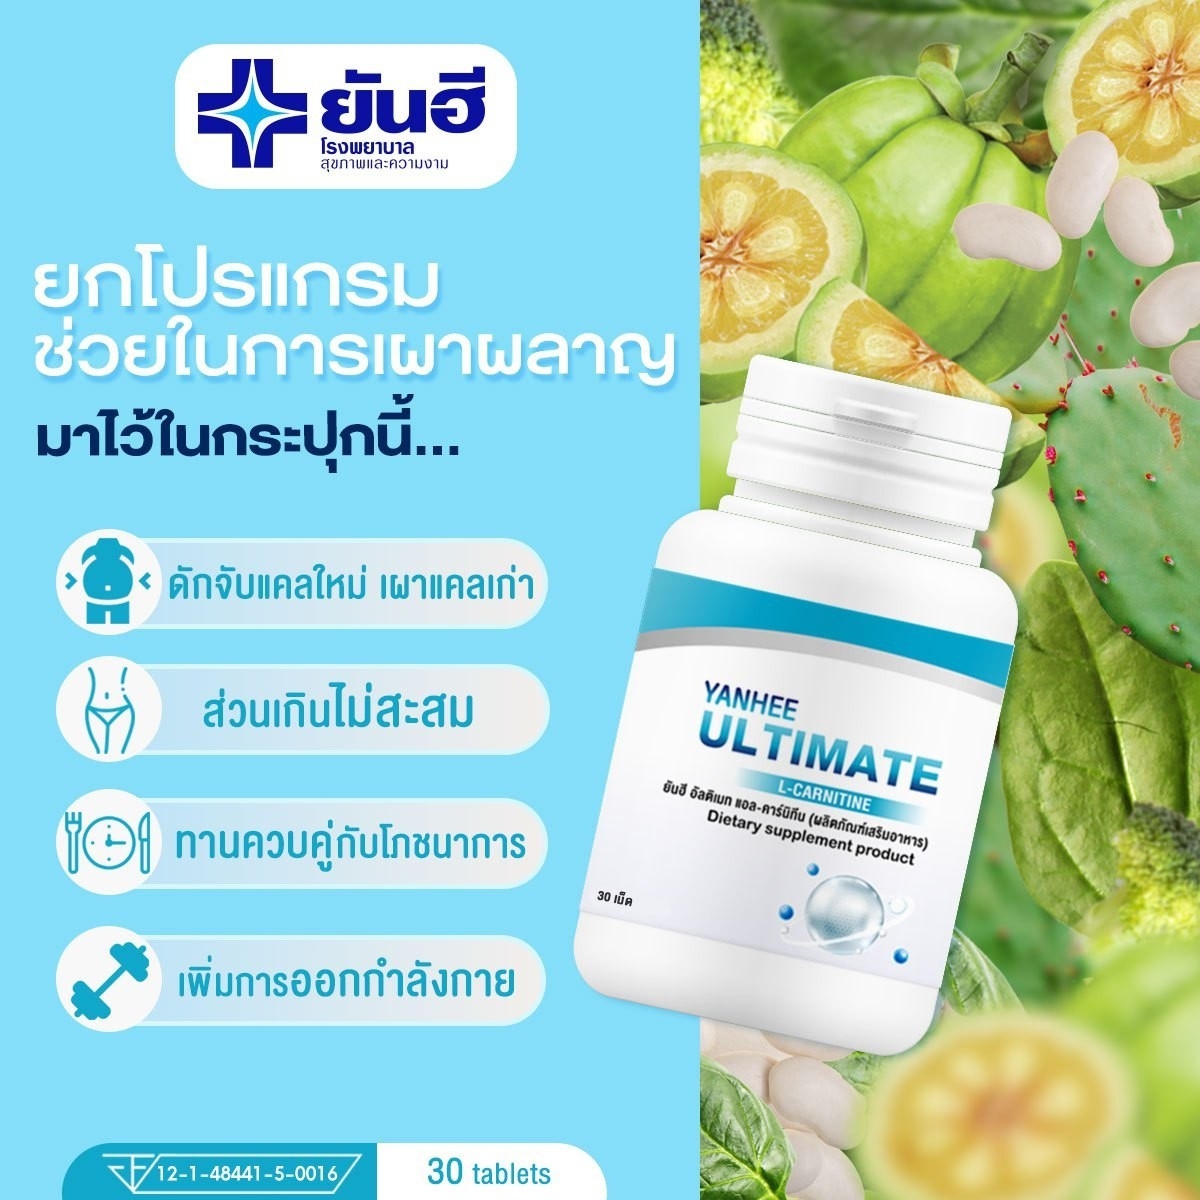 ยันฮี
โรงพยาบาล
สุขภาพและความงาม
ยกโปรแกรม
ช่วยในการเผาผลาญ
มาไว้ในกระปุกนี้...
ดักจับแคลใหม่ เผาแคลเก่า
ส่วนเกินไม่สะสม
ทานควบคู่กับโภชนาการ
เพิ่มการออกกำลังกาย
YANHEE
ULTIMATE
L-CARNITINE
ยันฮี อัลติเมท แอล-คาร์นิทีน (ผลิตภัณฑ์เสริมอาหาร)
Dietary supplement product
30 เม็ด
12-1-48441-5-0016
30 tablets